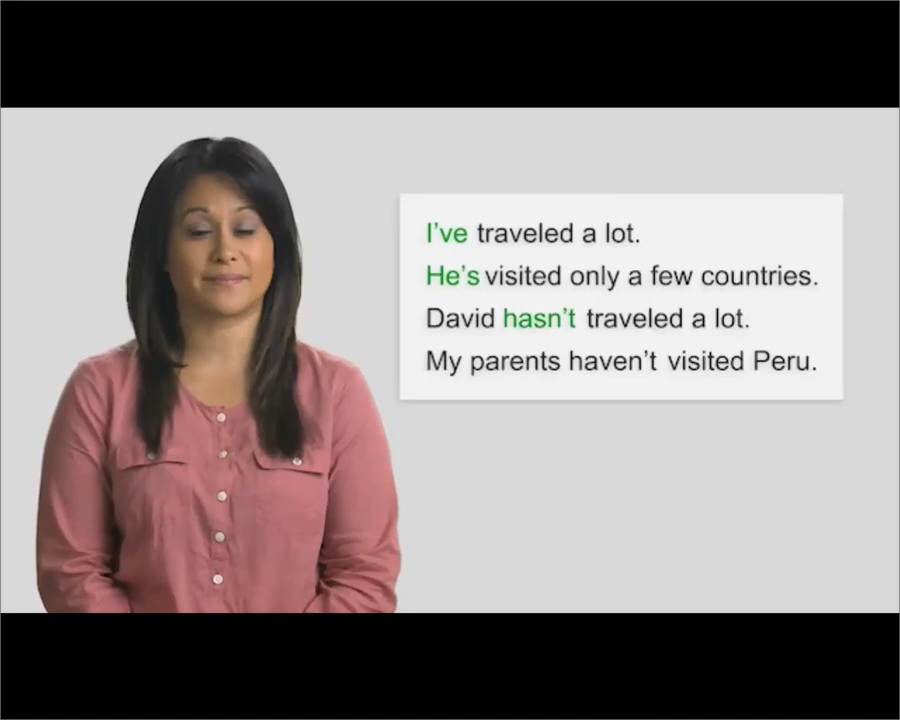 I've traveled a lot.
He's visited only a few countries.
David hasn't traveled a lot.
My parents haven't visited Peru.